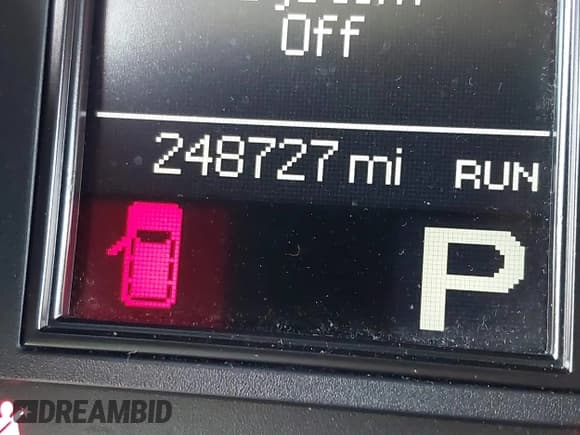 Off
248727 mi RUN
P
DREAMBID